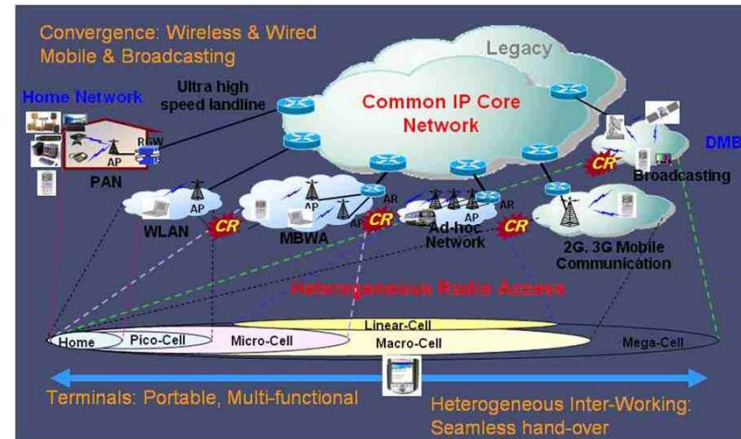 Convergence: Wireless & Wired
Mobile & Broadcasting
Legacy
Home Network
Ultra high
speed landline
Common IP Core
Network
DMB
RGW
AP
PAN
CR
Broadcasting
AP
WLAN
CR
AP
AP
MBWA
AR
CR
AP
AR
Ad-hoc
Network
CR
2G. 3G Mobile
Communication
Heterogeneous Radio Access
Linear-Cell
Home
Pico-Cell
Micro-Cell
Macro-Cell
Mega-Cell
Terminals: Portable, Multi-functional
Heterogeneous Inter-Working:
Seamless hand-over